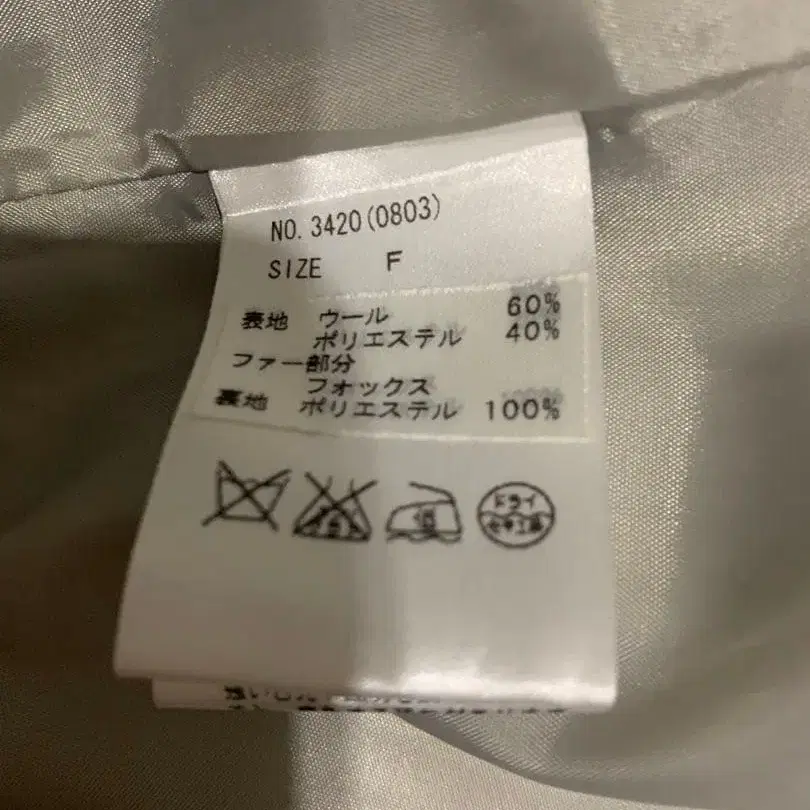 NO. 3420(0803)
SIZE F
表地 ウール 60%
ポリエステル 40%
ファー部分
フォックス
裏地 ポリエステル 100%
低
ドライ